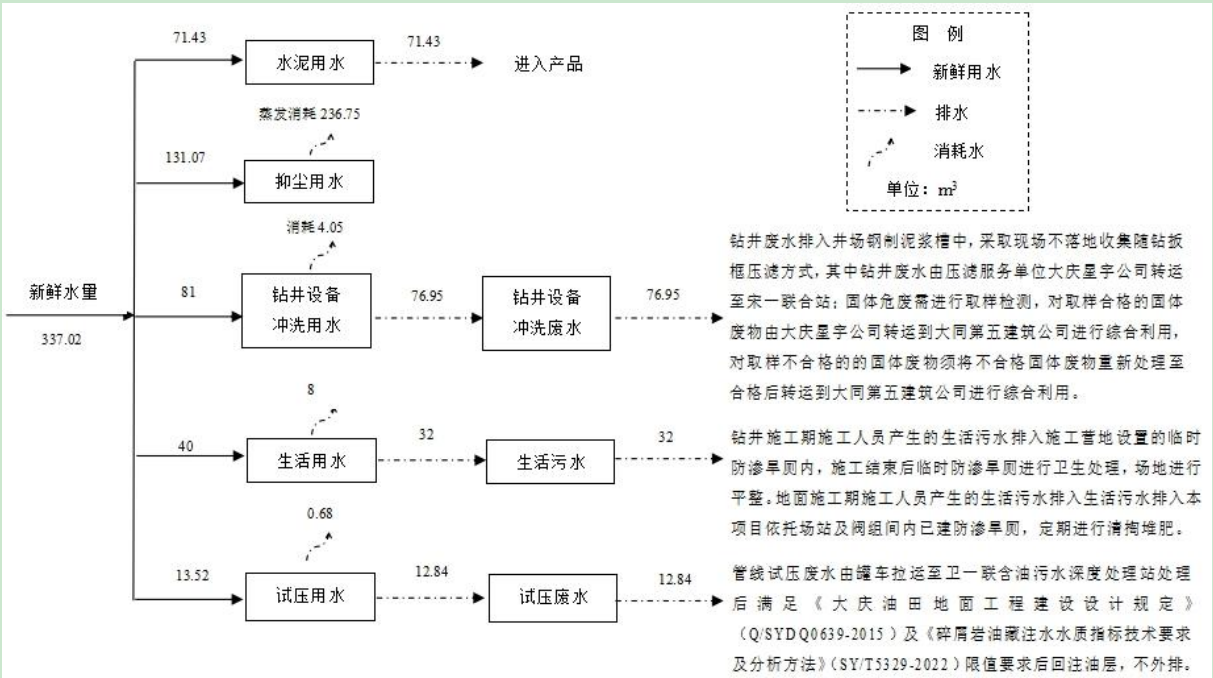 71.43
水泥用水
71.43
进入产品
图 例
新鲜用水
排水
消耗水
单位：m³
蒸发消耗 236.75
131.07
抑尘用水
消耗 4.05
新鲜水量
337.02
81
钻井设备
冲洗用水
76.95
钻井设备
冲洗废水
76.95
钻井废水排入井场钢制泥浆槽中，采取现场不落地收集随钻扳
框压滤方式，其中钻井废水由压滤服务单位大庆星宇公司转运
至宋一联合站；固体危废需进行取样检测，对取样合格的固体
废物由大庆星宇公司转运到大同第五建筑公司进行综合利用，
对取样不合格的的固体废物须将不合格固体废物重新处理至
合格后转运到大同第五建筑公司进行综合利用。
8
40
生活用水
32
生活污水
32
钻井施工期施工人员产生的生活污水排入施工营地设置的临时
防渗旱厕内，施工结束后临时防渗旱厕进行卫生处理，场地进行
平整。地面施工期施工人员产生的生活污水排入生活污水排入本
项目依托场站及阀组间内已建防渗旱厕，定期进行清掏堆肥。
0.68
13.52
试压用水
12.84
试压废水
12.84
管线试压废水由罐车拉运至卫一联含油污水深度处理站处理
后满足《大庆油田地面工程建设设计规定》
（Q/SYDQ0639-2015）及《碎屑岩油藏注水水质指标技术要求
及分析方法》（SY/T5329-2022）限值要求后回注油层，不外排。